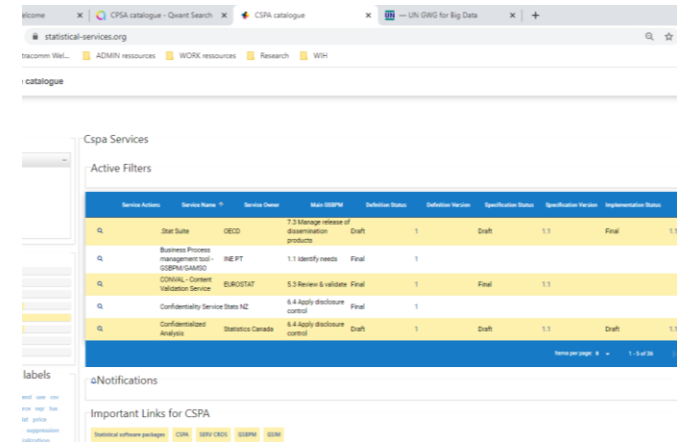 elcome
CPSA catalogue - Qwant Search
CSPA catalogue
UN — UN GWG for Big Data
statistical-services.org
tracomm Wel...
ADMIN ressources
WORK ressources
Research
WIH
catalogue
Cspa Services
Active Filters
Service Actions Service Name Service Owner Main GSBPM Definition Status Definition Version Specification Status Specification Version Implementation Status
.Stat Suite OECD 7.3 Manage release of dissemination products Draft 1 Draft 1.1 Final 1.1
Business Process management tool - GSBPM/GAMSO INE PT 1.1 Identify needs Final 1
CONVAL - Content Validation Service EUROSTAT 5.3 Review & validate Final 1 Final 1.1
Confidentiality Service Stats NZ 6.4 Apply disclosure control Final 1
Confidentialized Analysis Statistics Canada 6.4 Apply disclosure control Draft 1 Draft 1.1 Draft 1.1
Items per page: 1 - 5 of 26
labels
Notifications
Important Links for CSPA
price
suppression
Statistical software packages CSPA SERV CROS GSBPM GSIM